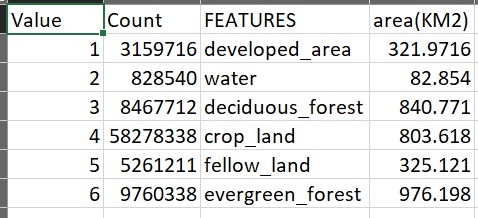 Value Count FEATURES area(KM2)
1 3159716 developed_area 321.9716
2 828540 water 82.854
3 8467712 deciduous_forest 840.771
4 58278338 crop_land 803.618
5 5261211 fellow_land 325.121
6 9760338 evergreen_forest 976.198